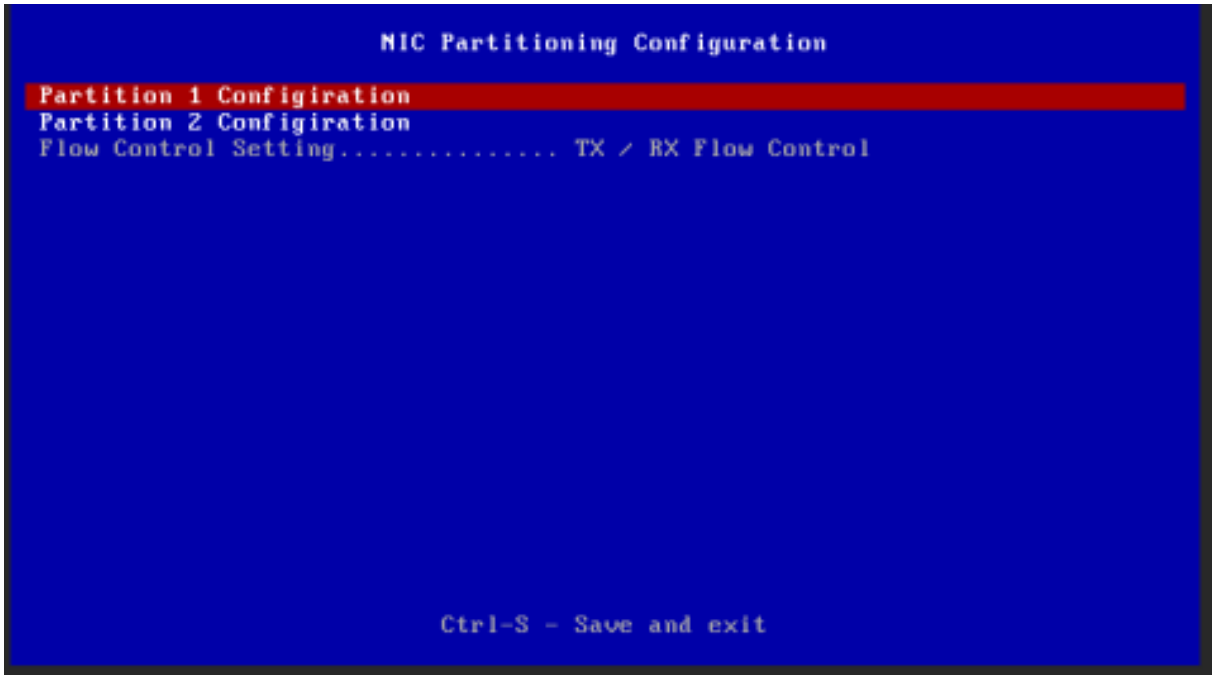 NIC Partitioning Configuration
Partition 1 Configiration
Partition 2 Configiration
Flow Control Setting............... TX / RX Flow Control
Ctrl-S - Save and exit